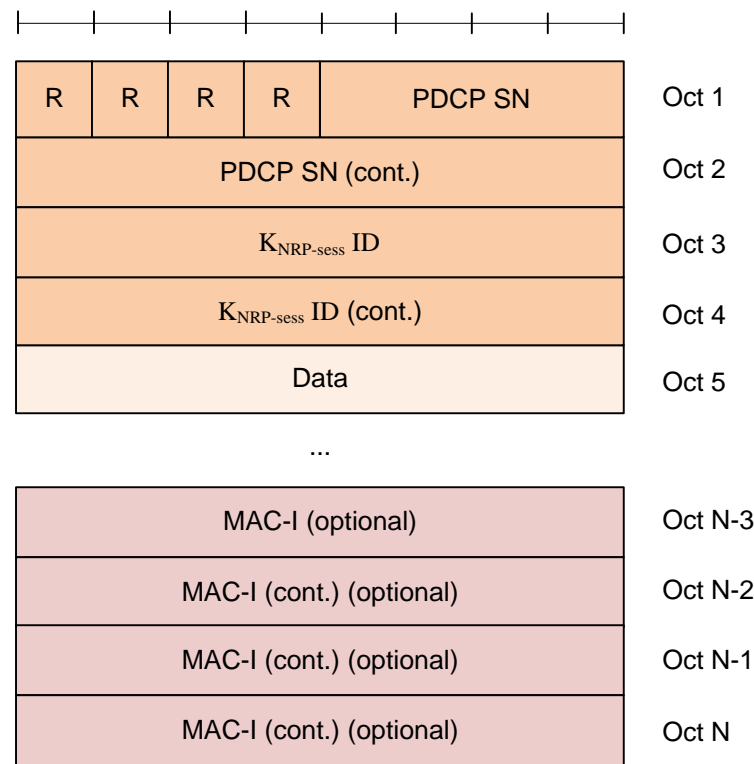 R R R R PDCP SN Oct 1
PDCP SN (cont.) Oct 2
KNRP-sess ID Oct 3
KNRP-sess ID (cont.) Oct 4
Data Oct 5
...
MAC-I (optional) Oct N-3
MAC-I (cont.) (optional) Oct N-2
MAC-I (cont.) (optional) Oct N-1
MAC-I (cont.) (optional) Oct N